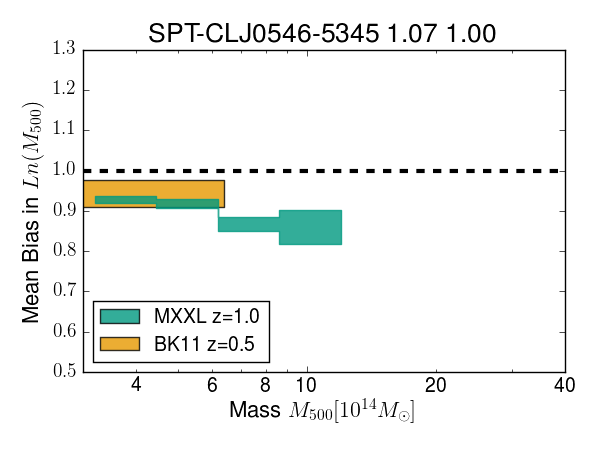 SPT-CLJ0546-5345 1.07 1.00
1.3
1.2
1.1
1.0
0.9
0.8
0.7
0.6
0.5
Mean Bias in Ln(M500)
MXXL z=1.0
BK11 z=0.5
4 6 8 10 20 40
Mass M500[10^14 M⊙]